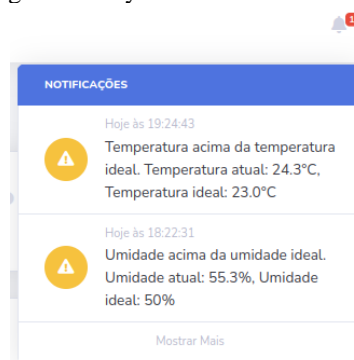 1
NOTIFICAÇÕES
Hoje às 19:24:43
Temperatura acima da temperatura
ideal. Temperatura atual: 24.3°C,
Temperatura ideal: 23.0°C
Hoje às 18:22:31
Umidade acima da umidade ideal.
Umidade atual: 55.3%, Umidade
ideal: 50%
Mostrar Mais